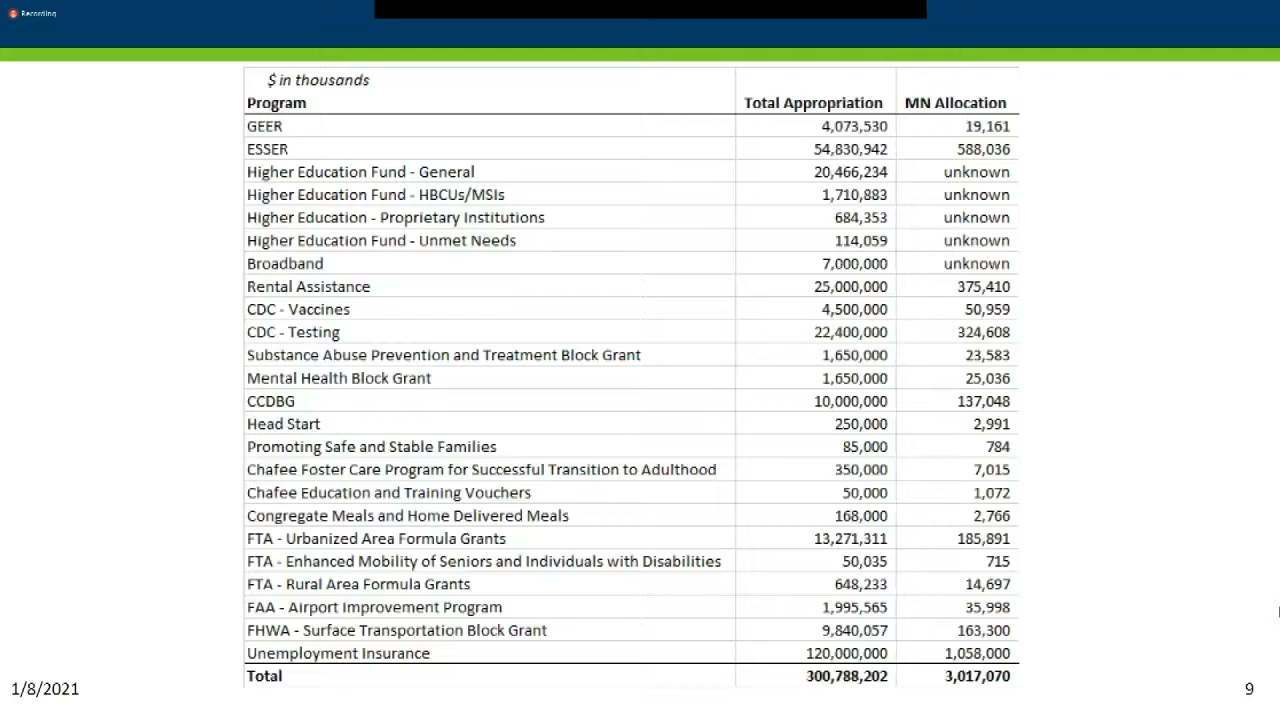 Recording
$ in thousands
Program Total Appropriation MN Allocation
GEER 4,073,530 19,161
ESSER 54,830,942 588,036
Higher Education Fund - General 20,466,234 unknown
Higher Education Fund - HBCUs/MSIs 1,710,883 unknown
Higher Education - Proprietary Institutions 684,353 unknown
Higher Education Fund - Unmet Needs 114,059 unknown
Broadband 7,000,000 unknown
Rental Assistance 25,000,000 375,410
CDC - Vaccines 4,500,000 50,959
CDC - Testing 22,400,000 324,608
Substance Abuse Prevention and Treatment Block Grant 1,650,000 23,583
Mental Health Block Grant 1,650,000 25,036
CCDBG 10,000,000 137,048
Head Start 250,000 2,991
Promoting Safe and Stable Families 85,000 784
Chafee Foster Care Program for Successful Transition to Adulthood 350,000 7,015
Chafee Education and Training Vouchers 50,000 1,072
Congregate Meals and Home Delivered Meals 168,000 2,766
FTA - Urbanized Area Formula Grants 13,271,311 185,891
FTA - Enhanced Mobility of Seniors and Individuals with Disabilities 50,035 715
FTA - Rural Area Formula Grants 648,233 14,697
FAA - Airport Improvement Program 1,995,565 35,998
FHWA - Surface Transportation Block Grant 9,840,057 163,300
Unemployment Insurance 120,000,000 1,058,000
Total 300,788,202 3,017,070
1/8/2021 9